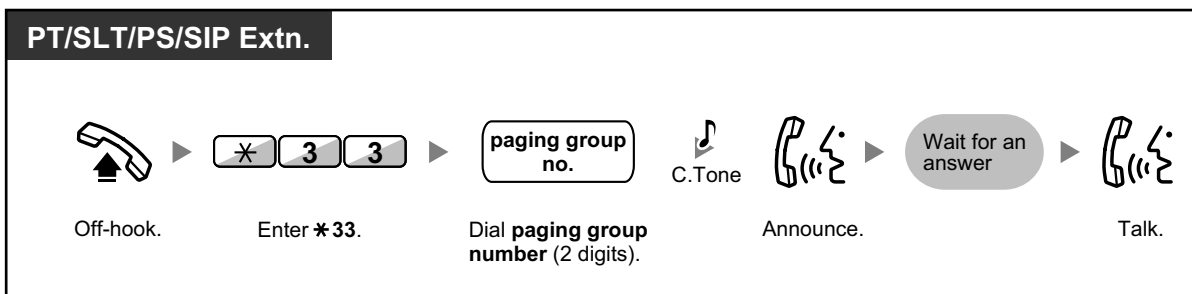 PT/SLT/PS/SIP Extn.
* 3 3
paging group
no.
C.Tone
Wait for an
answer
Off-hook.
Enter *33.
Dial paging group
number (2 digits).
Announce.
Talk.